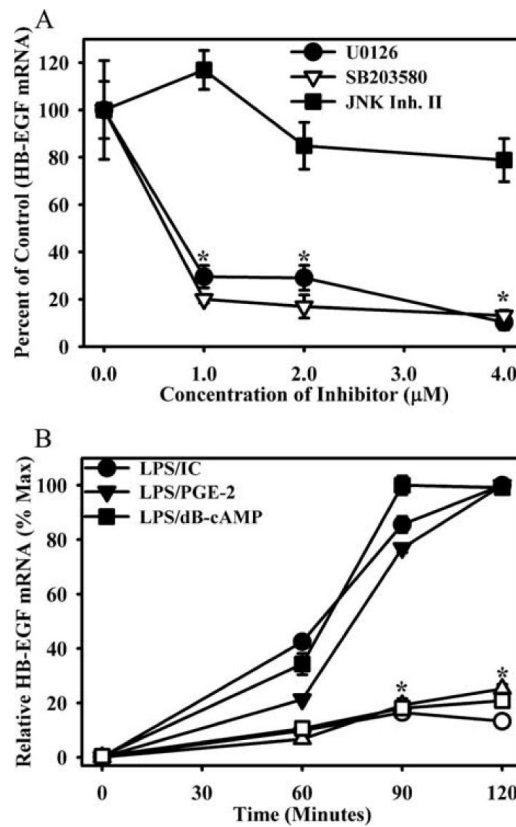 A
Percent of Control (HB-EGF mRNA)
120
100
80
60
40
20
0
U0126
SB203580
JNK Inh. II
*
*
*
0.0
1.0
2.0
3.0
4.0
Concentration of Inhibitor (μM)
B
Relative HB-EGF mRNA (% Max)
100
80
60
40
20
0
LPS/IC
LPS/PGE-2
LPS/dB-cAMP
*
*
0
30
60
90
120
Time (Minutes)